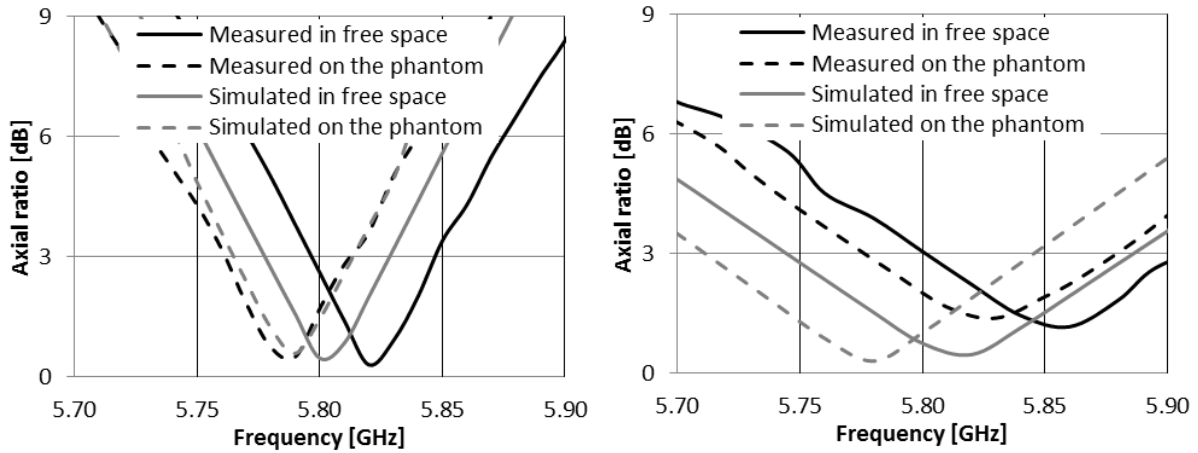 9
6
3
0
Axial ratio [dB]
Measured in free space
Measured on the phantom
Simulated in free space
Simulated on the phantom
5.70 5.75 5.80 5.85 5.90
Frequency [GHz]
9
6
3
0
Axial ratio [dB]
Measured in free space
Measured on the phantom
Simulated in free space
Simulated on the phantom
5.70 5.75 5.80 5.85 5.90
Frequency [GHz]